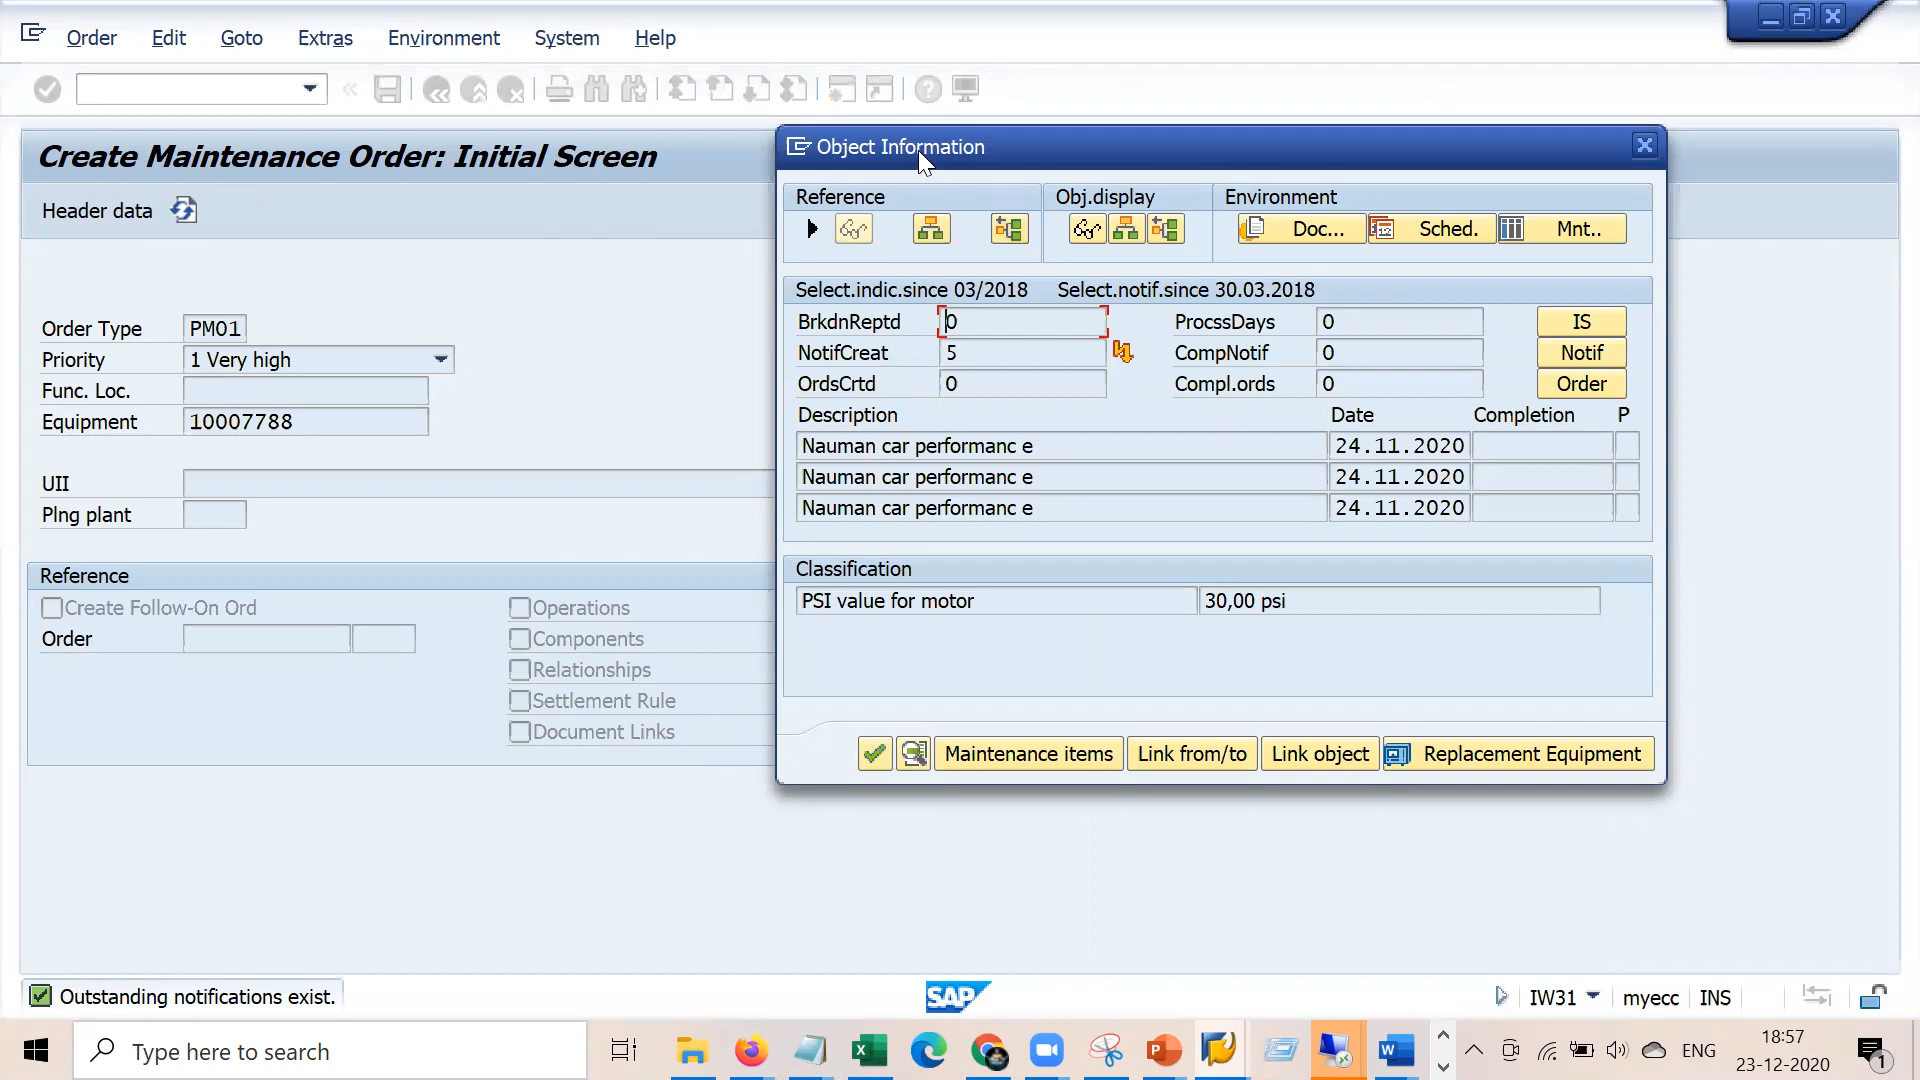 Order Edit Goto Extras Environment System Help
Create Maintenance Order: Initial Screen
Header data
Order Type PM01
Priority 1 Very high
Func. Loc.
Equipment 10007788
UII
Plng plant
Reference
Create Follow-On Ord
Order
Operations
Components
Relationships
Settlement Rule
Document Links
Object Information
Reference Obj.display Environment
Doc... Sched. Mnt..
Select.indic.since 03/2018 Select.notif.since 30.03.2018
BrkdnReptd 0 ProcssDays 0 IS
NotifCreat 5 CompNotif 0 Notif
OrdsCrtd 0 Compl.ords 0 Order
Description Date Completion P
Nauman car performanc e 24.11.2020
Nauman car performanc e 24.11.2020
Nauman car performanc e 24.11.2020
Classification
PSI value for motor 30,00 psi
Maintenance items Link from/to Link object Replacement Equipment
Outstanding notifications exist. SAP IW31 myecc INS
Type here to search ENG 18:57
23-12-2020 1